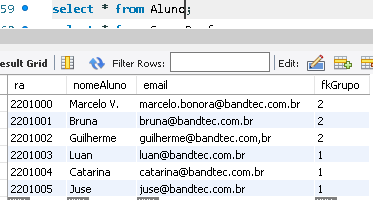 59 select * from Aluno;
Result Grid Filter Rows: Edit:
ra nomeAluno email fkGrupo
2201000 Marcelo V. marcelo.bonora@bandtec.com.br 2
2201001 Bruna bruna@bandtec.com.br 2
2201002 Guilherme guilherme@bandtec.com,br 2
2201003 Luan luan@bandtec.com.br 1
2201004 Catarina catarina@bandtec.com.br 1
2201005 Juse juse@bandtec.com.br 1